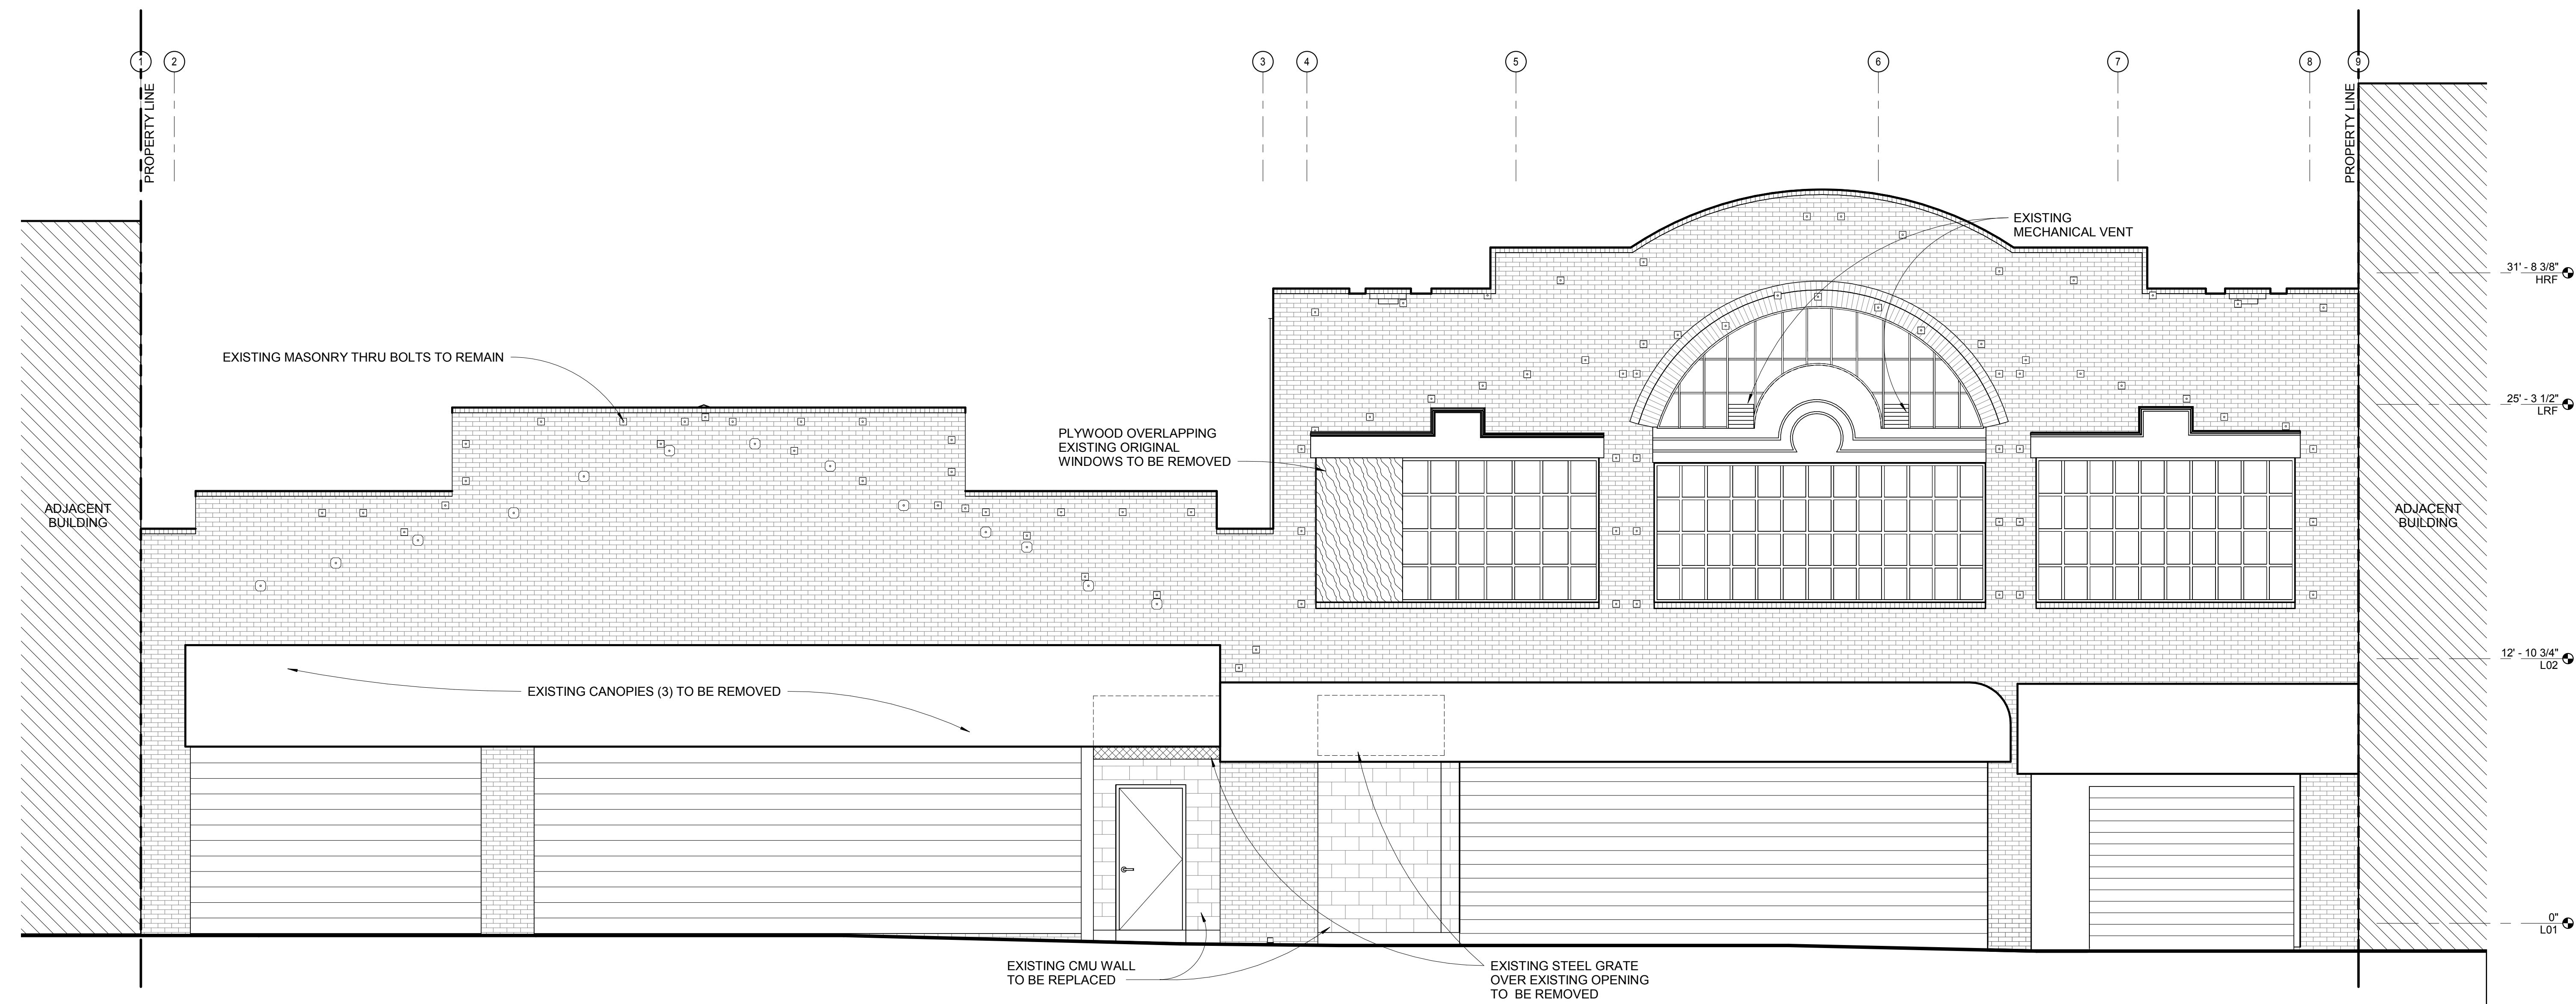 1
2
3
4
5
6
7
8
9
PROPERTY LINE
PROPERTY LINE
EXISTING
MECHANICAL VENT
31' - 8 3/8"
HRF
EXISTING MASONRY THRU BOLTS TO REMAIN
25' - 3 1/2"
LRF
PLYWOOD OVERLAPPING
EXISTING ORIGINAL
WINDOWS TO BE REMOVED
ADJACENT
BUILDING
ADJACENT
BUILDING
12' - 10 3/4"
L02
EXISTING CANOPIES (3) TO BE REMOVED
0"
L01
EXISTING CMU WALL
TO BE REPLACED
EXISTING STEEL GRATE
OVER EXISTING OPENING
TO BE REMOVED